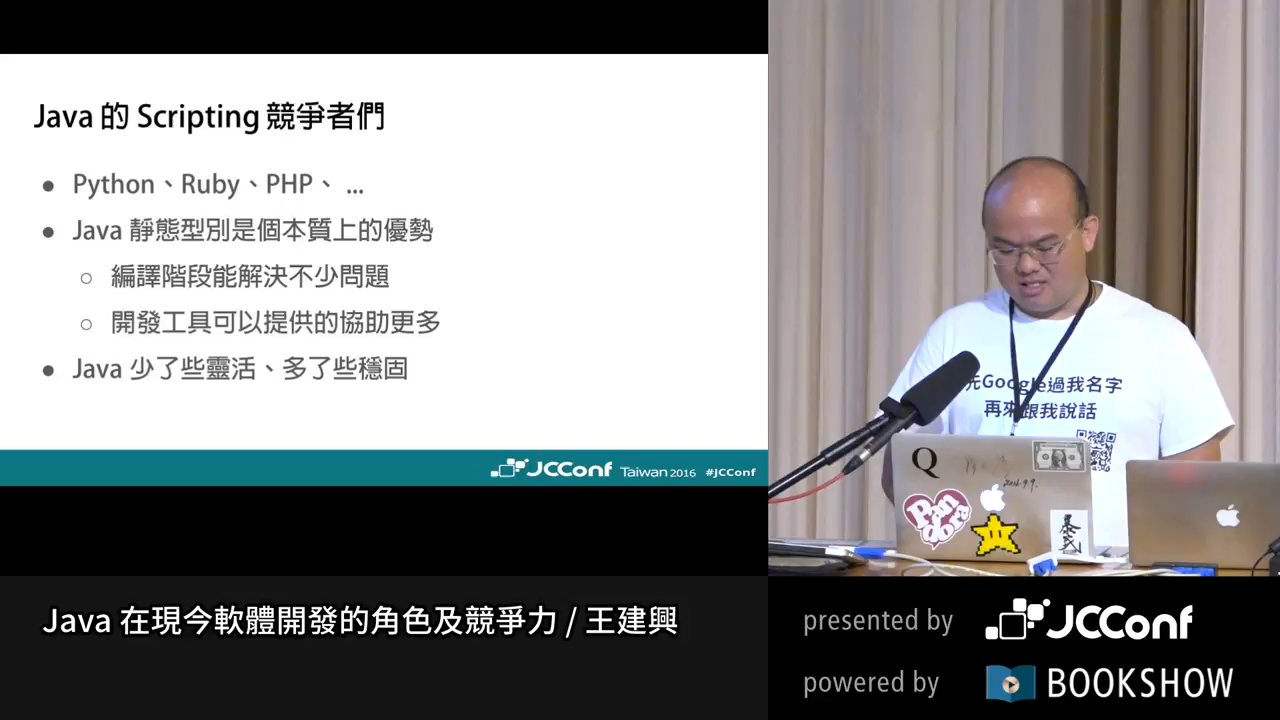 Java 的 Scripting 競爭者們
● Python、Ruby、PHP、 ...
● Java 靜態型別是個本質上的優勢
○ 編譯階段能解決不少問題
○ 開發工具可以提供的協助更多
● Java 少了些靈活、多了些穩固
JCConf Taiwan 2016 #JCConf
Google過我名字
再來跟我說話
Q
2016.9.9.
Pandora
Java 在現今軟體開發的角色及競爭力 / 王建興
presented by JCConf
powered by BOOKSHOW